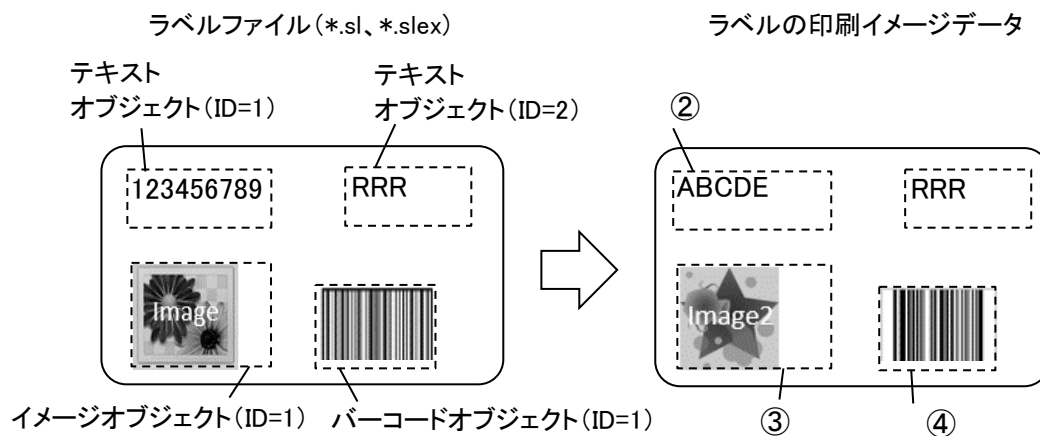 ラベルファイル(*.sl、*.slex)
ラベルの印刷イメージデータ
テキスト
オブジェクト(ID=1)
テキスト
オブジェクト(ID=2)
②
123456789
RRR
ABCDE
RRR
Image
Image2
イメージオブジェクト(ID=1)
バーコードオブジェクト(ID=1)
③
④